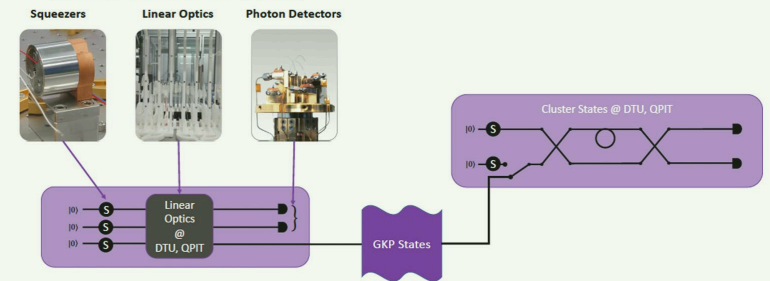 Squeezers
Linear Optics
Photon Detectors
Cluster States @ DTU, QPIT
|0⟩ S
|0⟩ S
|0⟩ S
|0⟩ S
|0⟩ S
Linear
Optics
@
DTU, QPIT
GKP States